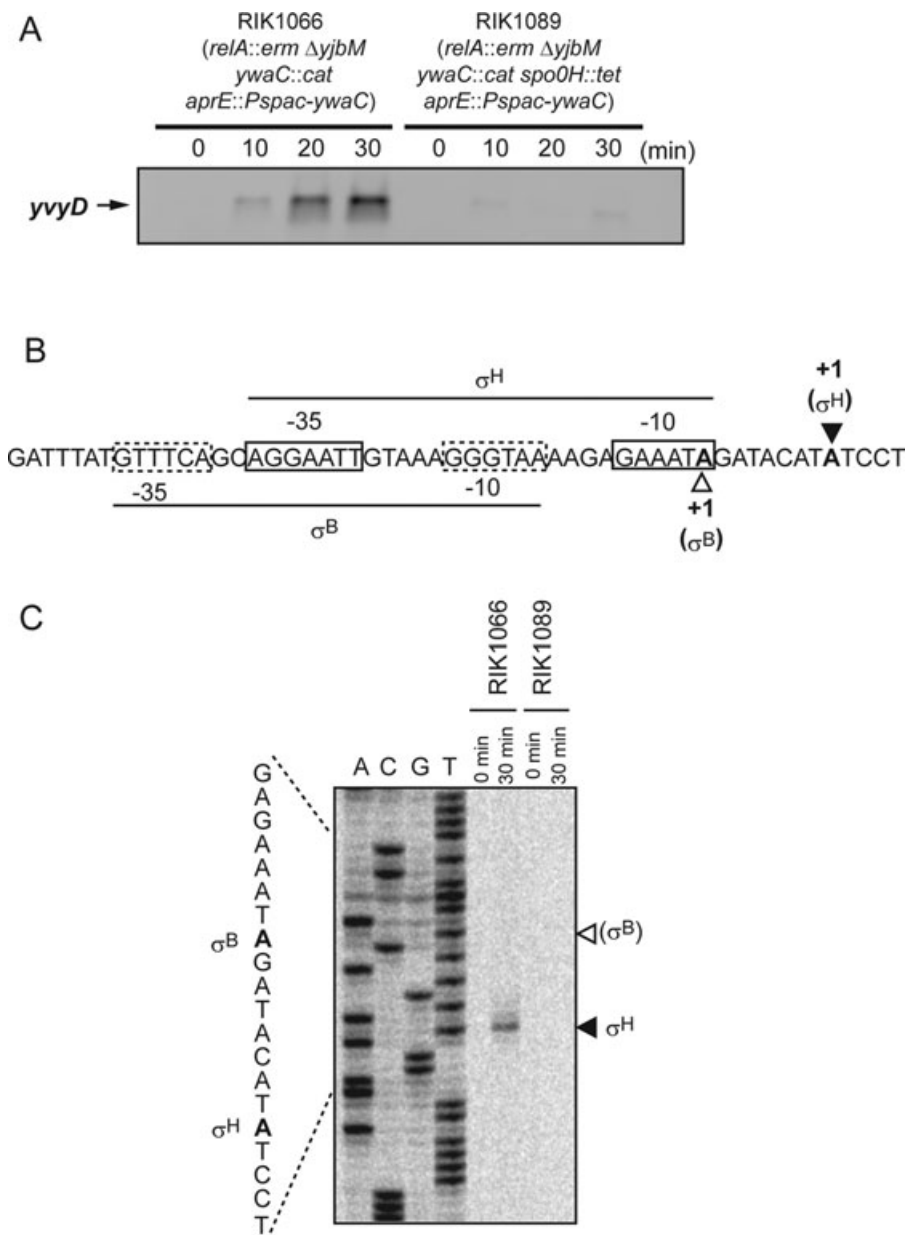 A
RIK1066
(relA::erm ΔyjbM
ywaC::cat
aprE::Pspac-ywaC)
RIK1089
(relA::erm ΔyjbM
ywaC::cat spo0H::tet
aprE::Pspac-ywaC)
0 10 20 30 0 10 20 30 (min)
yvyD
B
σH
+1
(σH)
-35 -10
GATTTATGTTTCAGCAGGAATTGTAAAGGGTAAAAGAGAAATAGATACATATCCT
-35 -10
σB
+1
(σB)
C
RIK1066
RIK1089
0 min
30 min
0 min
30 min
A C G T
G
A
G
A
A
A
T
σB A
G
A
T
A
C
A
T
σH A
T
C
C
T
(σB)
σH